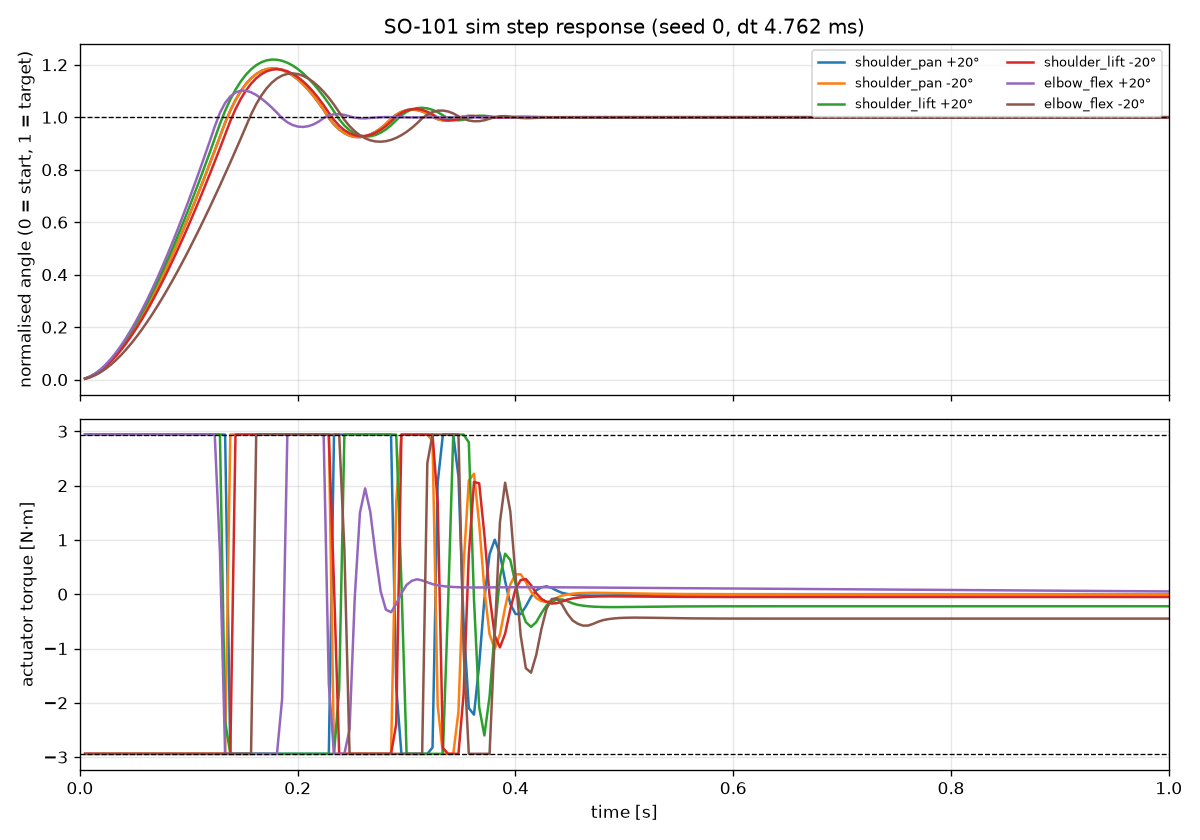 SO-101 sim step response (seed 0, dt 4.762 ms)
normalised angle (0 = start, 1 = target)
1.2
1.0
0.8
0.6
0.4
0.2
0.0
shoulder_pan +20°
shoulder_pan -20°
shoulder_lift +20°
shoulder_lift -20°
elbow_flex +20°
elbow_flex -20°
actuator torque [N·m]
3
2
1
0
−1
−2
−3
0.0
0.2
0.4
0.6
0.8
1.0
time [s]